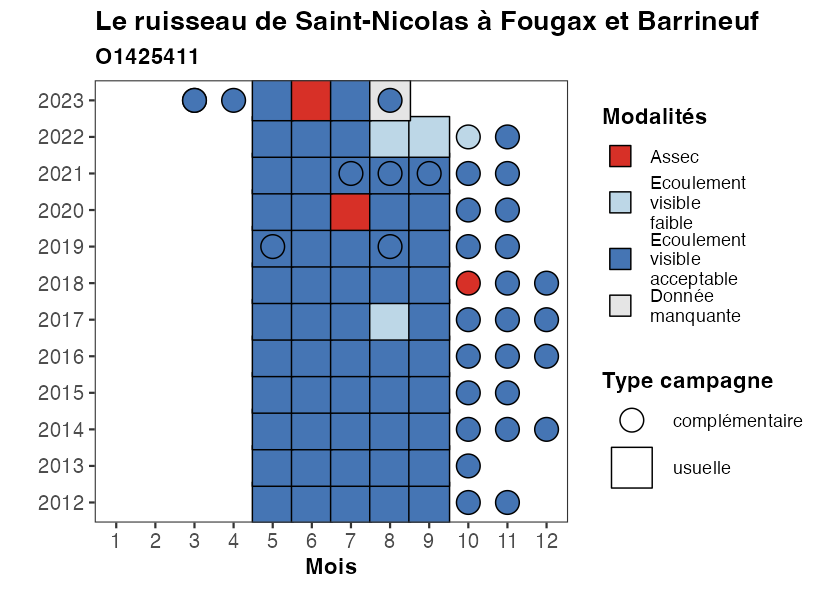 Le ruisseau de Saint-Nicolas à Fougax et Barrineuf
O1425411
2023
2022
2021
2020
2019
2018
2017
2016
2015
2014
2013
2012
1 2 3 4 5 6 7 8 9 10 11 12
Mois
Modalités
Assec
Ecoulement
visible
faible
Ecoulement
visible
acceptable
Donnée
manquante
Type campagne
complémentaire
usuelle